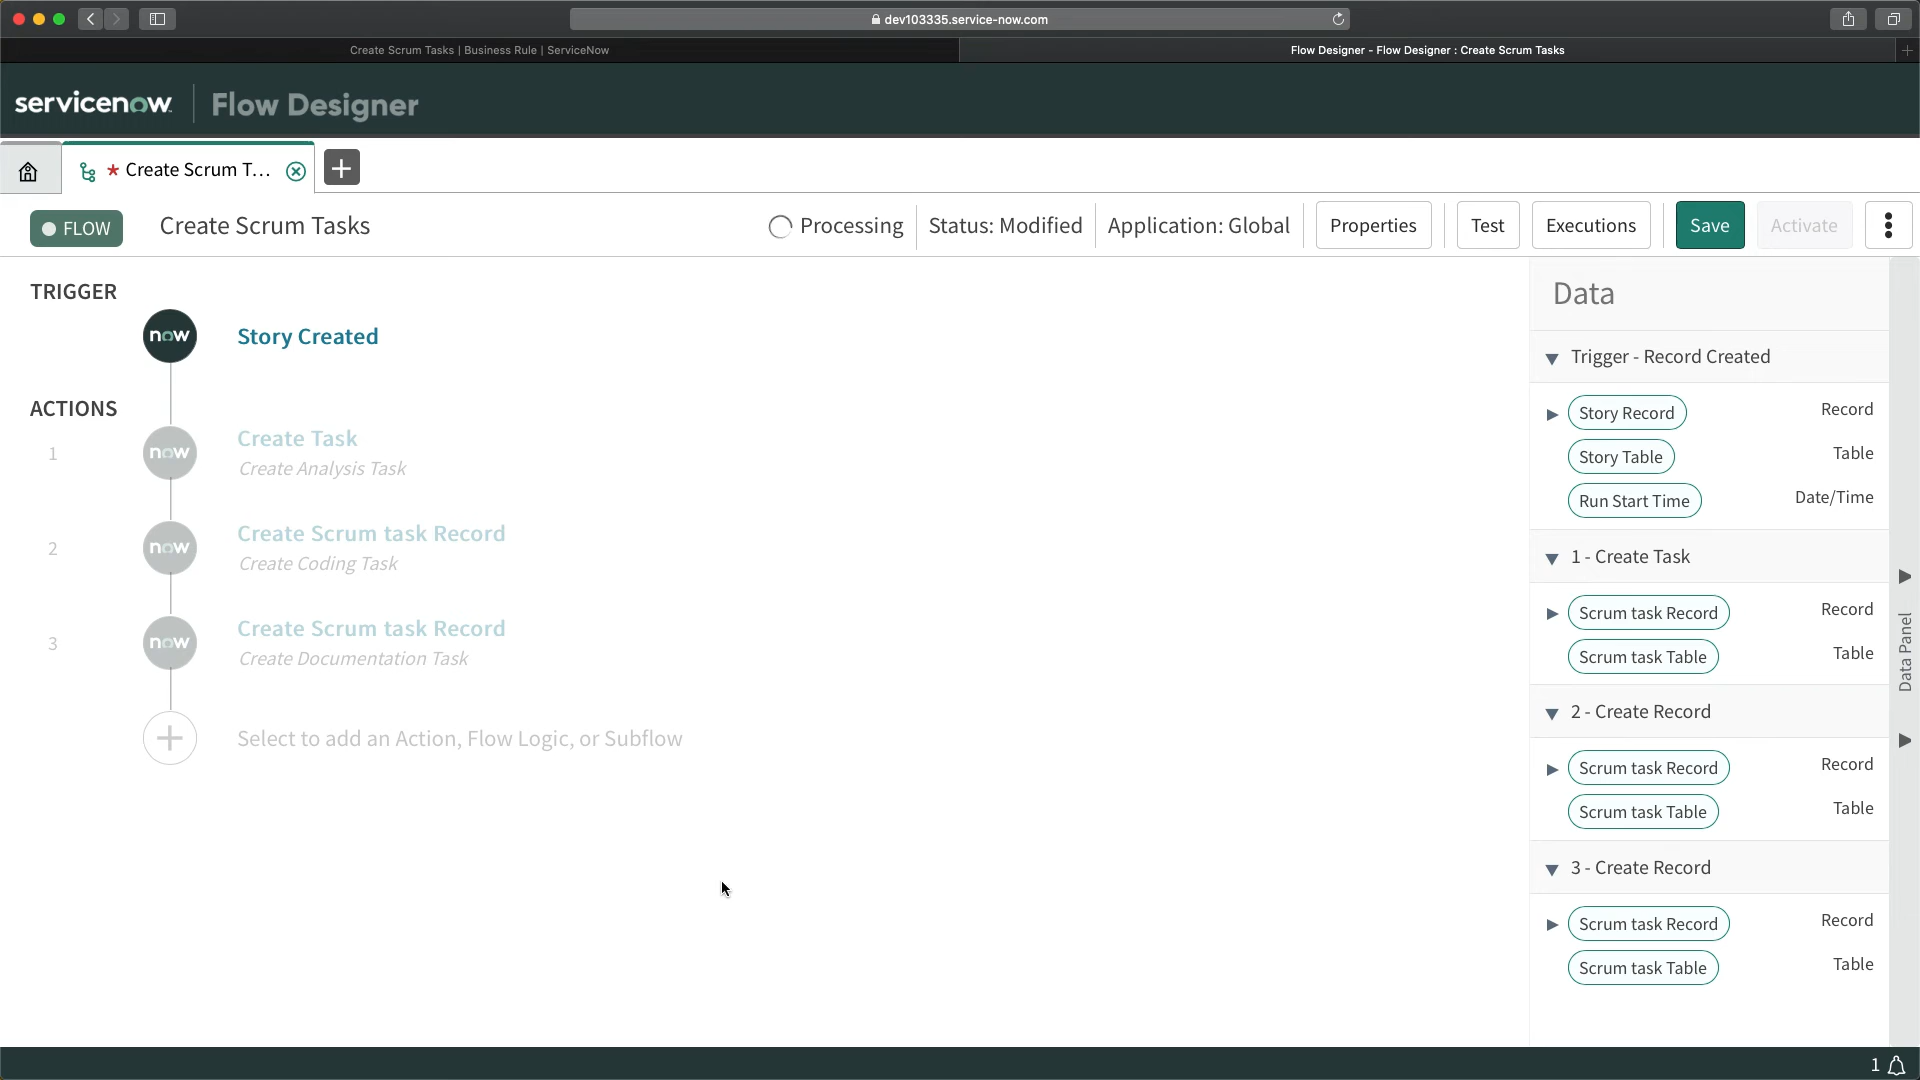 dev103335.service-now.com
Create Scrum Tasks | Business Rule | ServiceNow
Flow Designer - Flow Designer : Create Scrum Tasks
servicenow
Flow Designer
* Create Scrum T...
FLOW
Create Scrum Tasks
Processing
Status: Modified
Application: Global
Properties
Test
Executions
Save
Activate
TRIGGER
now
Story Created
ACTIONS
1
now
Create Task
Create Analysis Task
2
now
Create Scrum task Record
Create Coding Task
3
now
Create Scrum task Record
Create Documentation Task
Select to add an Action, Flow Logic, or Subflow
Data
Trigger - Record Created
Story Record
Record
Story Table
Table
Run Start Time
Date/Time
1 - Create Task
Scrum task Record
Record
Scrum task Table
Table
2 - Create Record
Scrum task Record
Record
Scrum task Table
Table
3 - Create Record
Scrum task Record
Record
Scrum task Table
Table
Data Panel
1